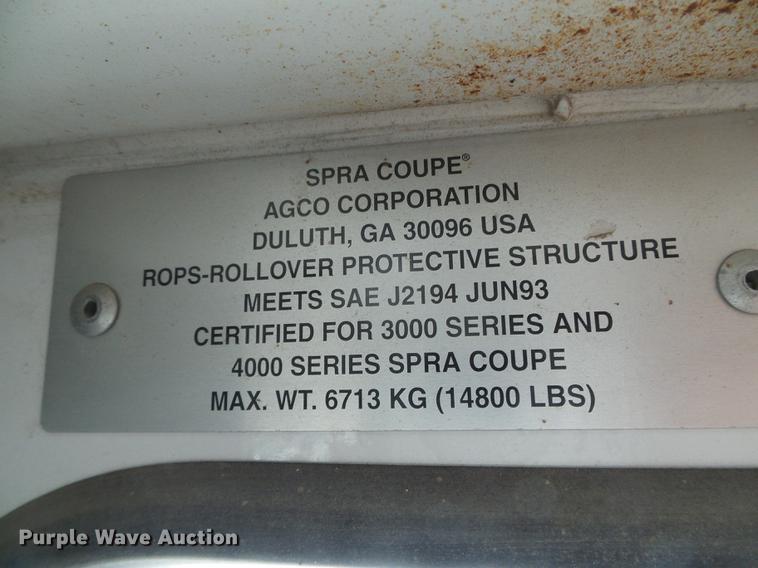 SPRA COUPE®
AGCO CORPORATION
DULUTH, GA 30096 USA
ROPS-ROLLOVER PROTECTIVE STRUCTURE
MEETS SAE J2194 JUN93
CERTIFIED FOR 3000 SERIES AND
4000 SERIES SPRA COUPE
MAX. WT. 6713 KG (14800 LBS)
Purple Wave Auction